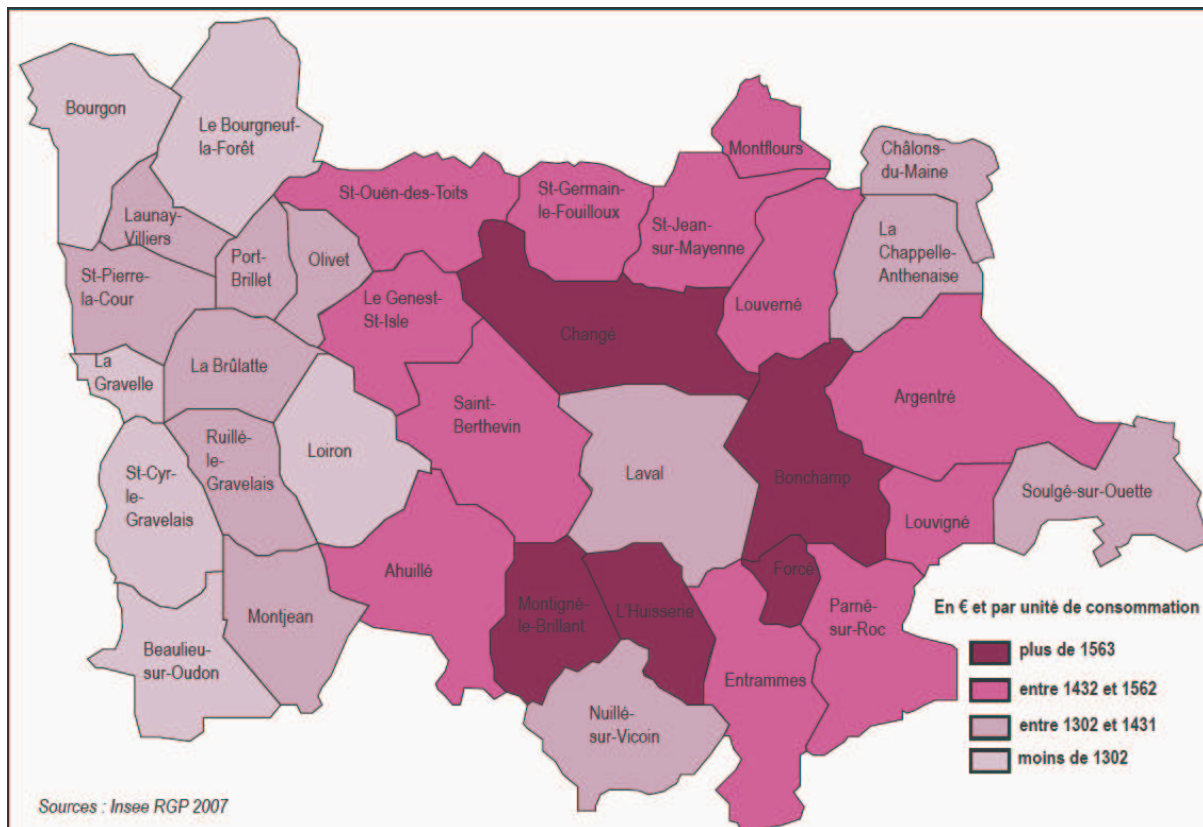 Bourgon
Le Bourgneuf-
la-Forêt
Montflours
Châlons-
du-Maine
St-Ouën-des-Toits
St-Germain-
le-Fouilloux
St-Jean-
sur-Mayenne
Launay-
Villiers
Port-
Brillet
Olivet
La
Chappelle-
Anthenaise
St-Pierre-
la-Cour
Le Genest-
St-Isle
Louverné
Changé
La
Gravelle
La Brûlatte
Argentré
Saint-
Berthevin
Ruillé-
le-
Gravelais
Loiron
Laval
Bonchamp
St-Cyr-
le-
Gravelais
Soulgé-sur-Ouette
Louvigné
Ahuillé
Forcé
Montigné-
le-Brillant
L'Huisserie
Parné-
sur-Roc
Montjean
Beaulieu-
sur-Oudon
Entrammes
Nuillé-
sur-Vicoin
En € et par unité de consommation
plus de 1563
entre 1432 et 1562
entre 1302 et 1431
moins de 1302
Sources : Insee RGP 2007